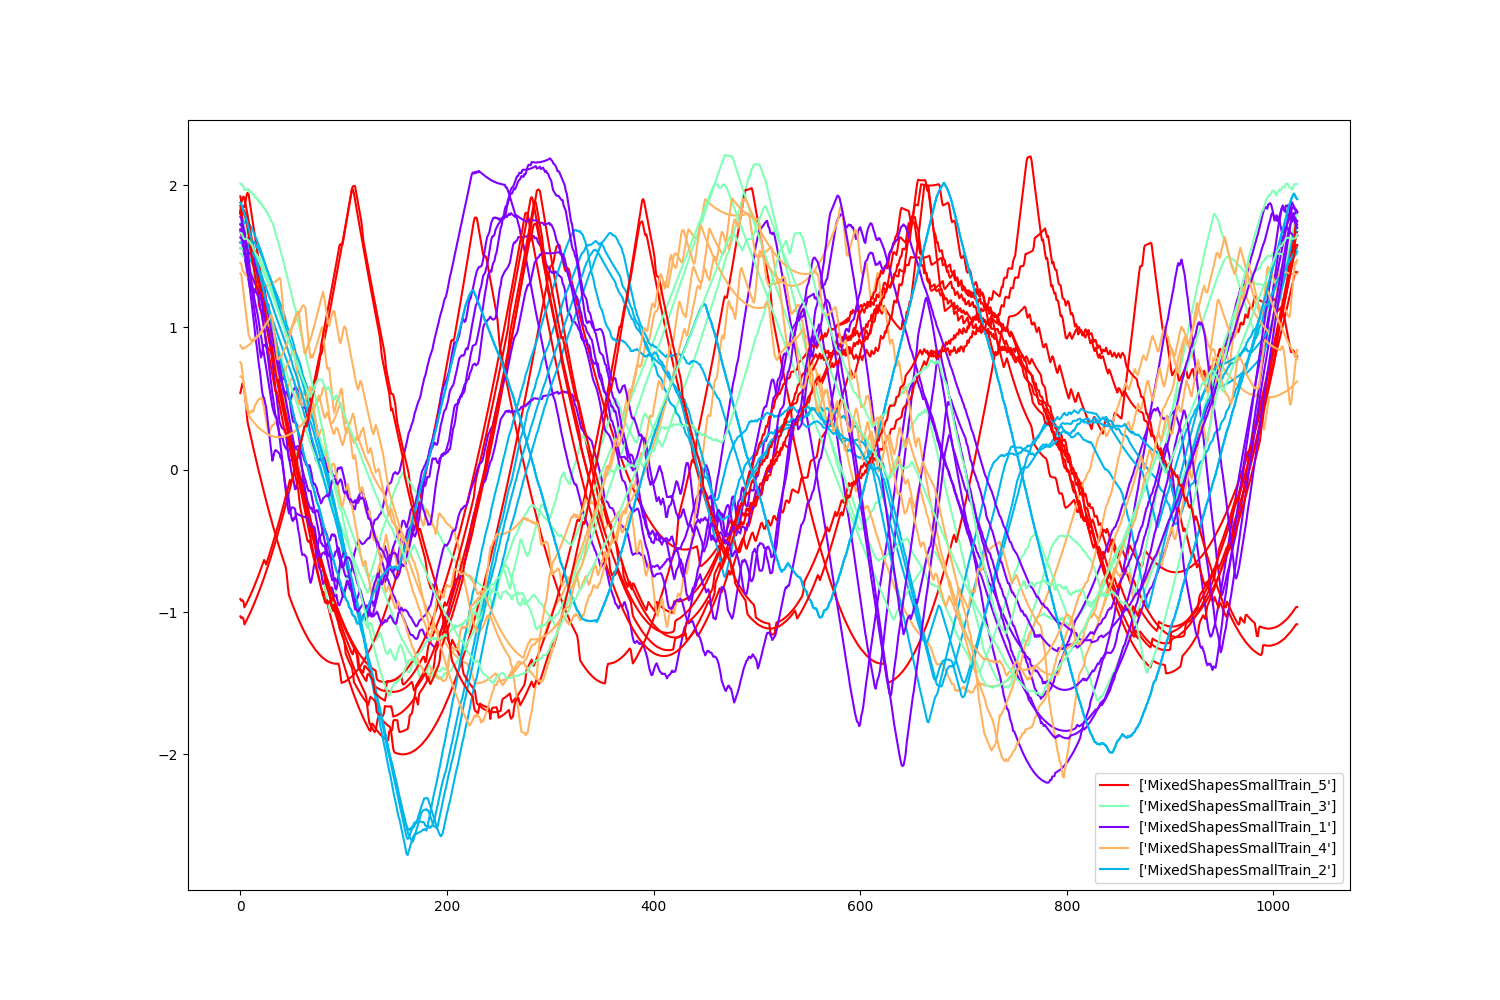 2
1
0
−1
−2
0 200 400 600 800 1000
['MixedShapesSmallTrain_5']
['MixedShapesSmallTrain_3']
['MixedShapesSmallTrain_1']
['MixedShapesSmallTrain_4']
['MixedShapesSmallTrain_2']